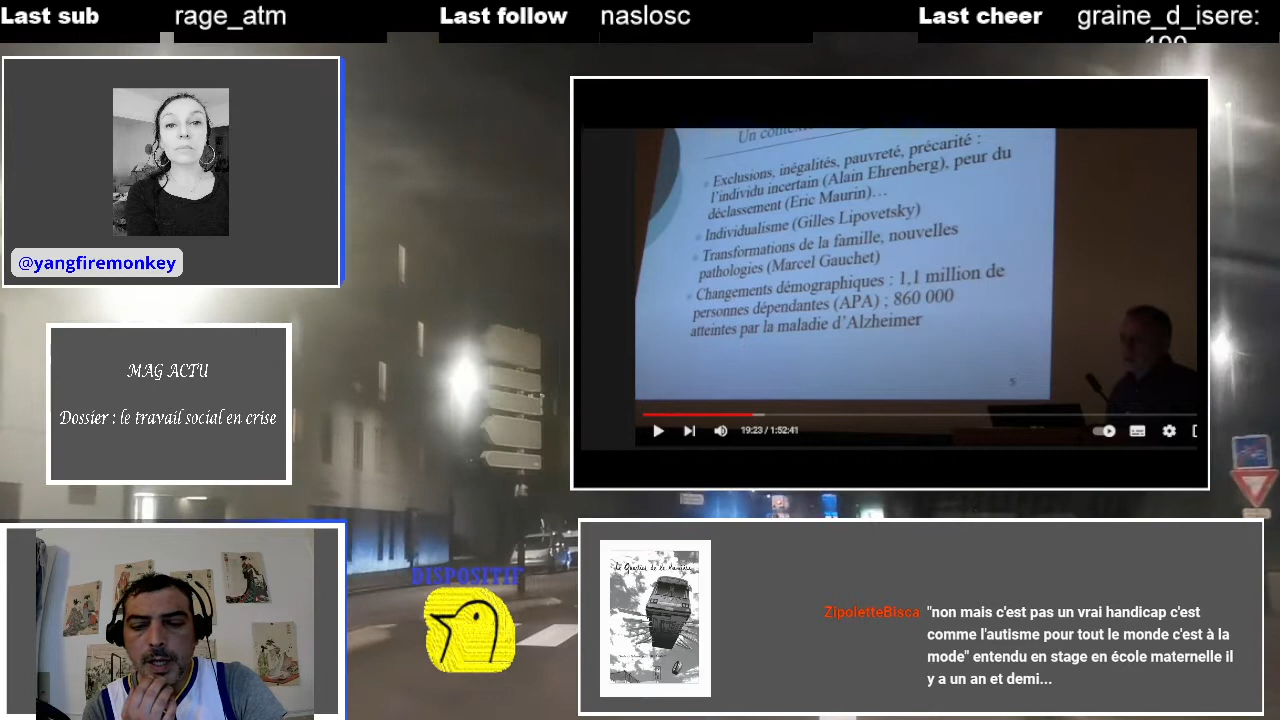 Last sub
rage_atm
Last follow
naslosc
Last cheer
graine_d_isere:
100
@yangfiremonkey
MAG ACTU
Dossier : le travail social en crise
Exclusions, inégalités, pauvreté, précarité :
l'individu incertain (Alain Ehrenberg), peur du
déclassement (Eric Maurin)…
Individualisme (Gilles Lipovetsky)
Transformations de la famille, nouvelles
pathologies (Marcel Gauchet)
Changements démographiques : 1,1 million de
personnes dépendantes (APA) ; 860 000
atteintes par la maladie d'Alzheimer
5
19:23 / 1:52:41
DISPOSITIF
ZipoletteBisca "non mais c'est pas un vrai handicap c'est
comme l'autisme pour tout le monde c'est à la
mode" entendu en stage en école maternelle il
y a un an et demi...